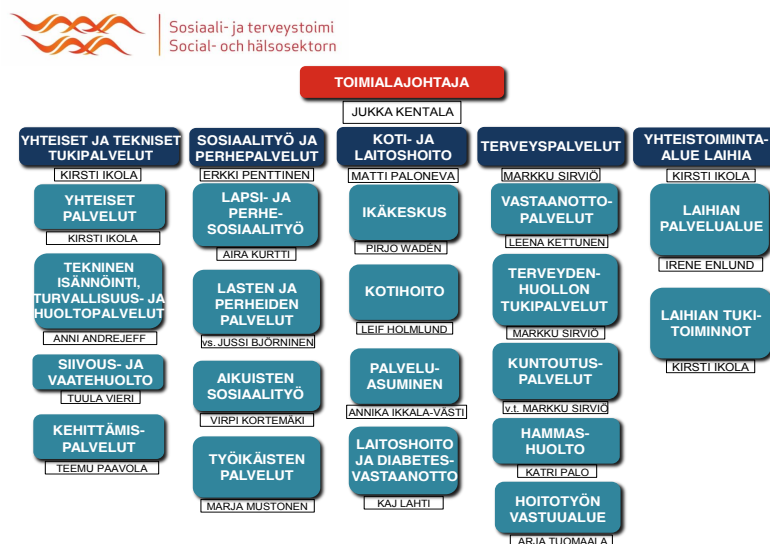 Sosiaali- ja terveystoimi
Social- och hälsosektorn
TOIMIALAJOHTAJA
JUKKA KENTALA
YHTEISET JA TEKNISET
TUKIPALVELUT
KIRSTI IKOLA
YHTEISET
PALVELUT
KIRSTI IKOLA
TEKNINEN
ISÄNNÖINTI,
TURVALLISUUS- JA
HUOLTOPALVELUT
ANNI ANDREJEFF
SIIVOUS- JA
VAATEHUOLTO
TUULA VIERI
KEHITTÄMIS-
PALVELUT
TEEMU PAAVOLA
SOSIAALITYÖ JA
PERHEPALVELUT
ERKKI PENTTINEN
LAPSI- JA
PERHE-
SOSIAALITYÖ
AIRA KURTTI
LASTEN JA
PERHEIDEN
PALVELUT
vs. JUSSI BJÖRNINEN
AIKUISTEN
SOSIAALITYÖ
VIRPI KORTEMÄKI
TYÖIKÄISTEN
PALVELUT
MARJA MUSTONEN
KOTI- JA
LAITOSHOITO
MATTI PALONEVA
IKÄKESKUS
PIRJO WADÉN
KOTIHOITO
LEIF HOLMLUND
PALVELU-
ASUMINEN
ANNIKA IKKALA-VÄSTI
LAITOSHOITO
JA DIABETES-
VASTAANOTTO
KAJ LAHTI
TERVEYSPALVELUT
MARKKU SIRVIÖ
VASTAANOTTO-
PALVELUT
LEENA KETTUNEN
TERVEYDEN-
HUOLLON
TUKIPALVELUT
MARKKU SIRVIÖ
KUNTOUTUS-
PALVELUT
v.t. MARKKU SIRVIÖ
HAMMAS-
HUOLTO
KATRI PALO
HOITOTYÖN
VASTUUALUE
ARJA TUOMAALA
YHTEISTOIMINTA-
ALUE LAIHIA
KIRSTI IKOLA
LAIHIAN
PALVELUALUE
IRENE ENLUND
LAIHIAN TUKI-
TOIMINNOT
KIRSTI IKOLA